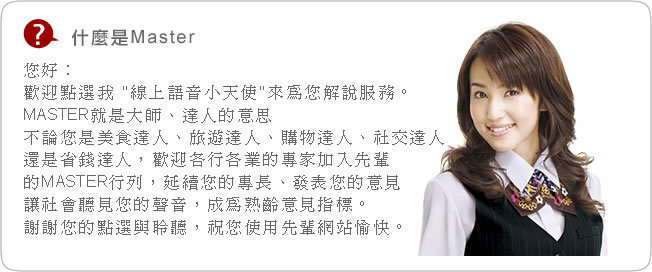 什麼是Master
您好：
歡迎點選我 "線上語音小天使"來為您解說服務。
MASTER就是大師、達人的意思
不論您是美食達人、旅遊達人、購物達人、社交達人
還是省錢達人，歡迎各行各業的專家加入先輩
的MASTER行列，延續您的專長、發表您的意見
讓社會聽見您的聲音，成為熟齡意見指標。
謝謝您的點選與聆聽，祝您使用先輩網站愉快。